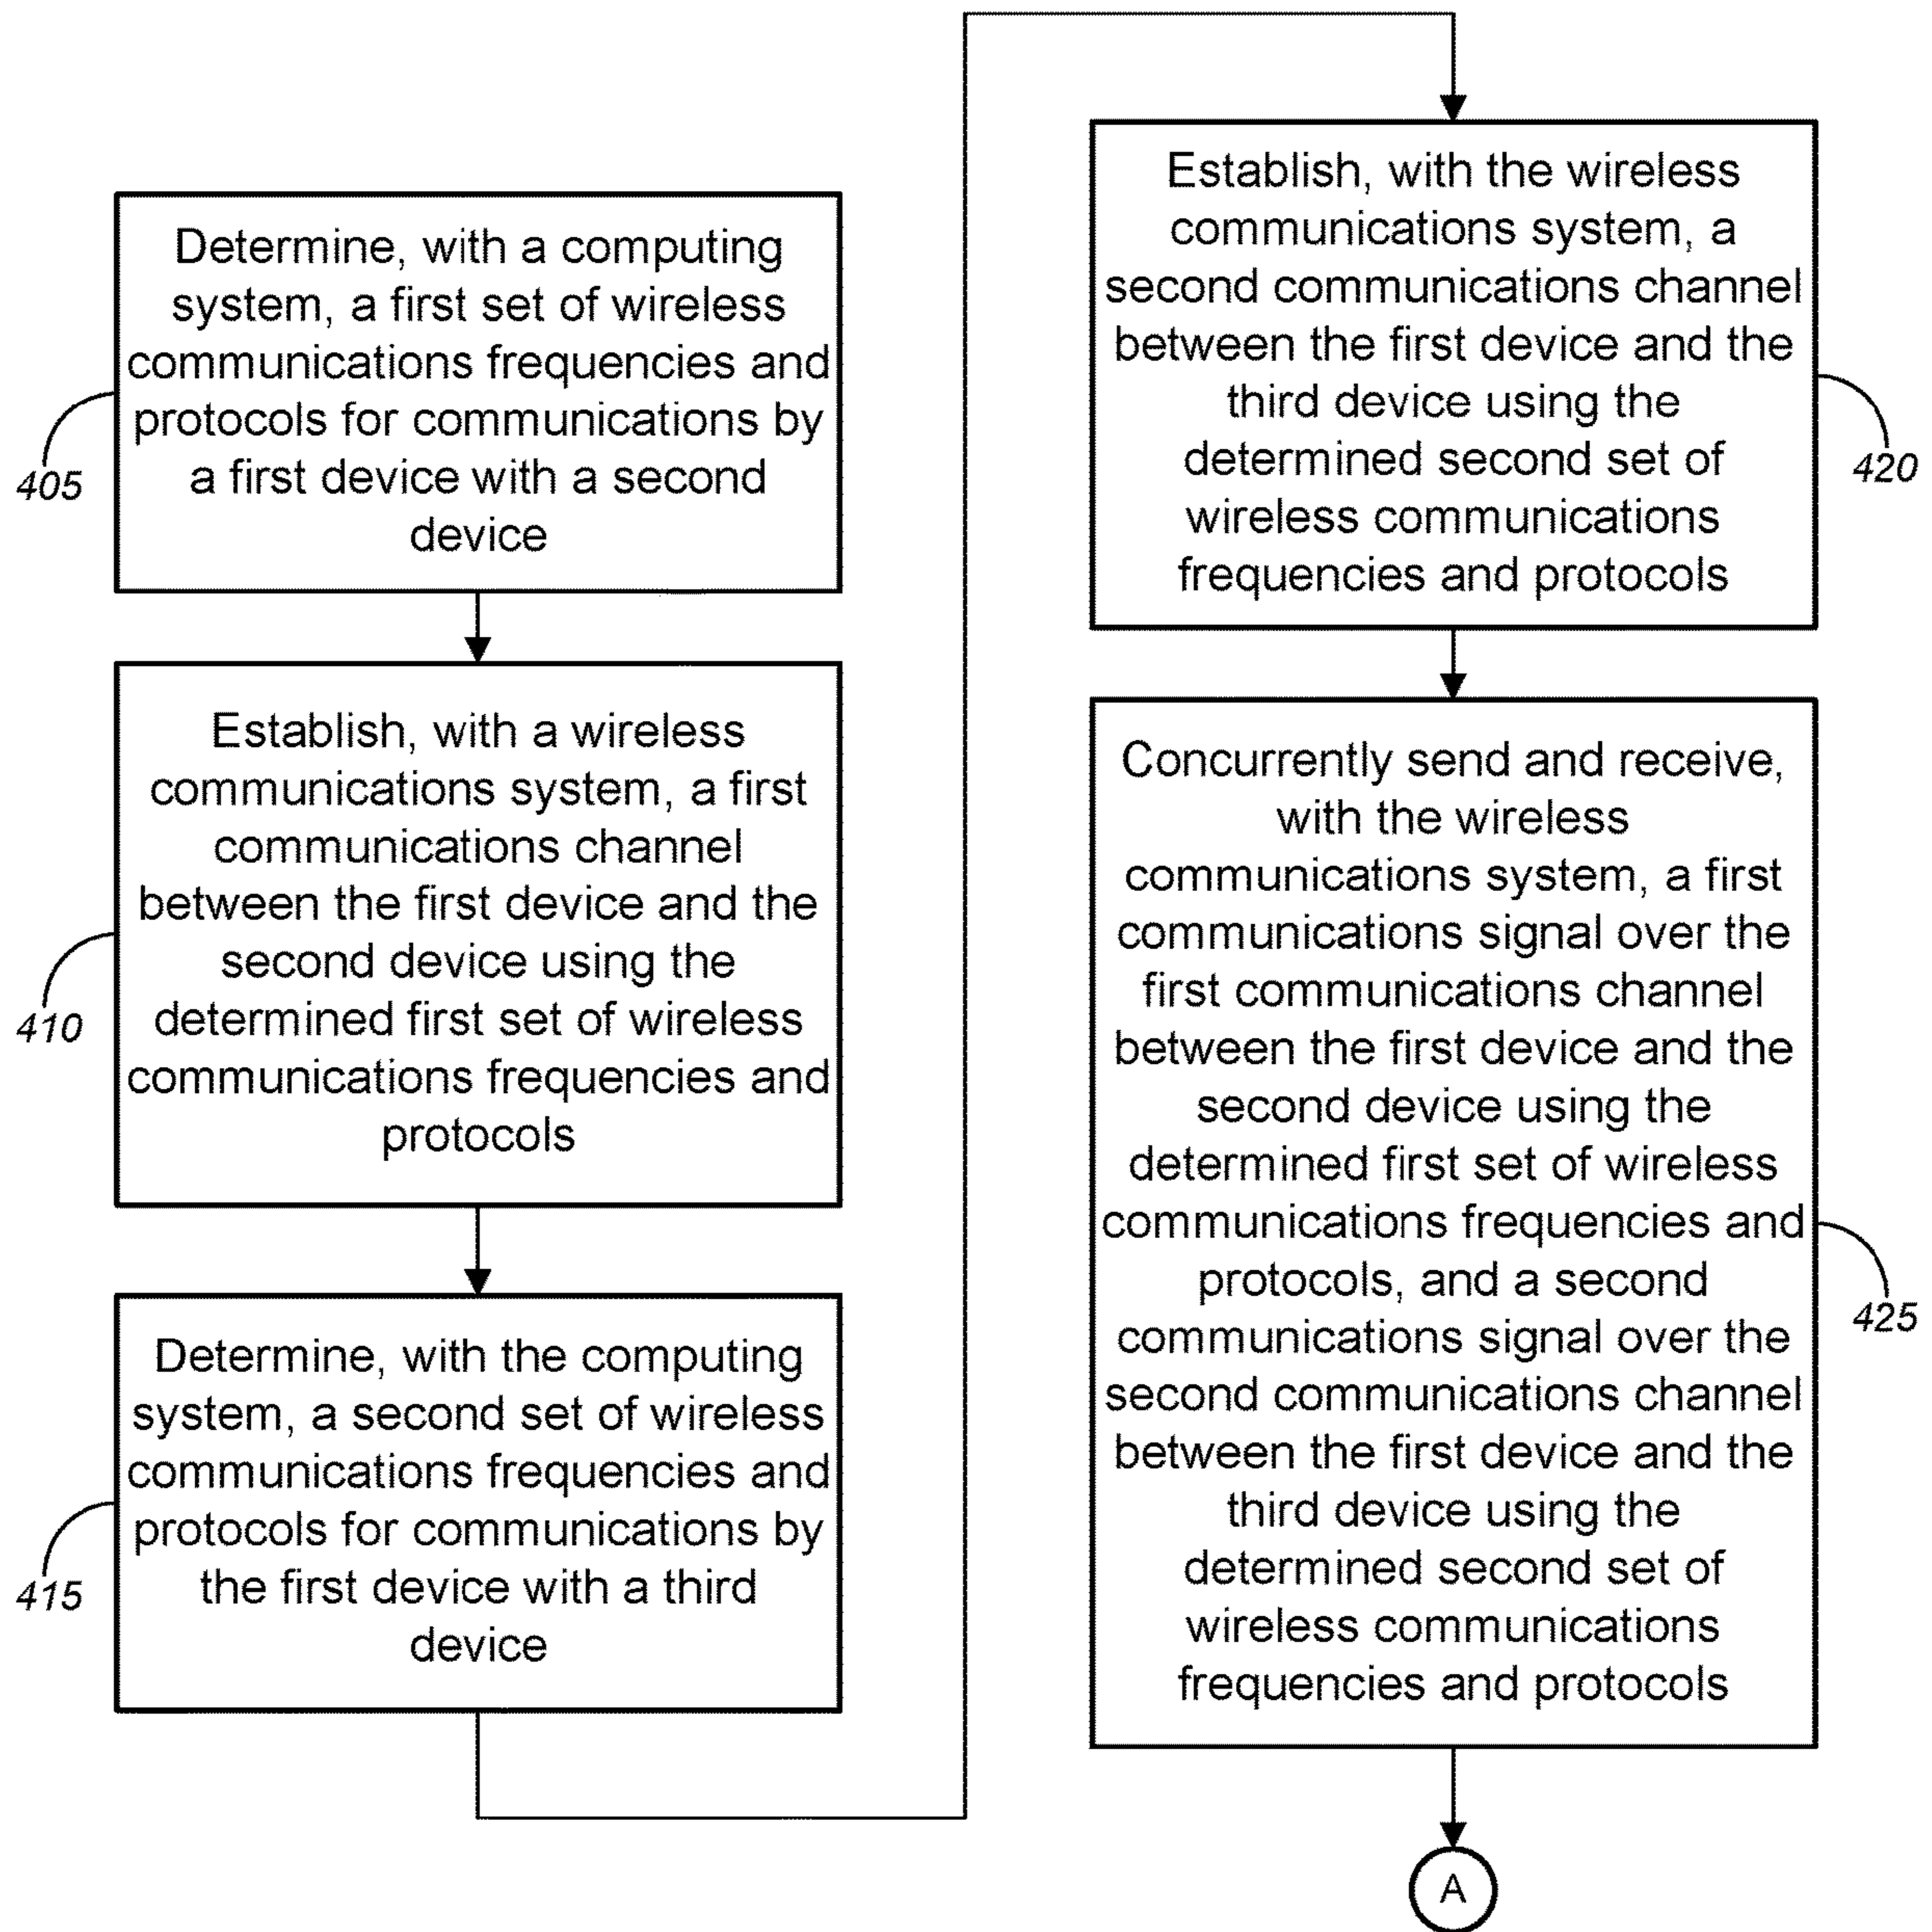 Determine, with a computing
system, a first set of wireless
communications frequencies and
protocols for communications by
a first device with a second
device
405
Establish, with a wireless
communications system, a first
communications channel
between the first device and the
second device using the
determined first set of wireless
communications frequencies and
protocols
410
Determine, with the computing
system, a second set of wireless
communications frequencies and
protocols for communications by
the first device with a third
device
415
Establish, with the wireless
communications system, a
second communications channel
between the first device and the
third device using the
determined second set of
wireless communications
frequencies and protocols
420
Concurrently send and receive,
with the wireless
communications system, a first
communications signal over the
first communications channel
between the first device and the
second device using the
determined first set of wireless
communications frequencies and
protocols, and a second
communications signal over the
second communications channel
between the first device and the
third device using the
determined second set of
wireless communications
frequencies and protocols
425
A